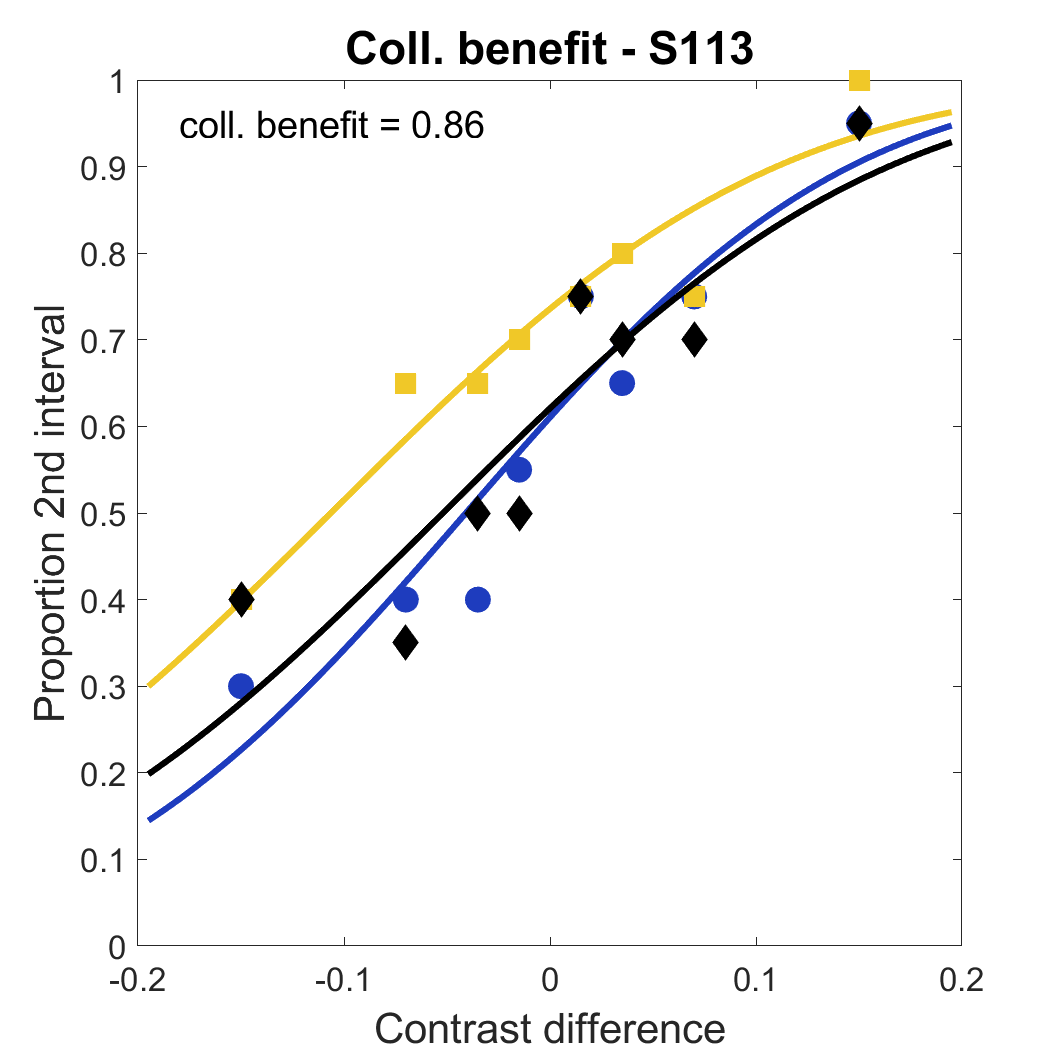 Coll. benefit - S113
coll. benefit = 0.86
1
0.9
0.8
0.7
0.6
0.5
0.4
0.3
0.2
0.1
0
Proportion 2nd interval
-0.2 -0.1 0 0.1 0.2
Contrast difference